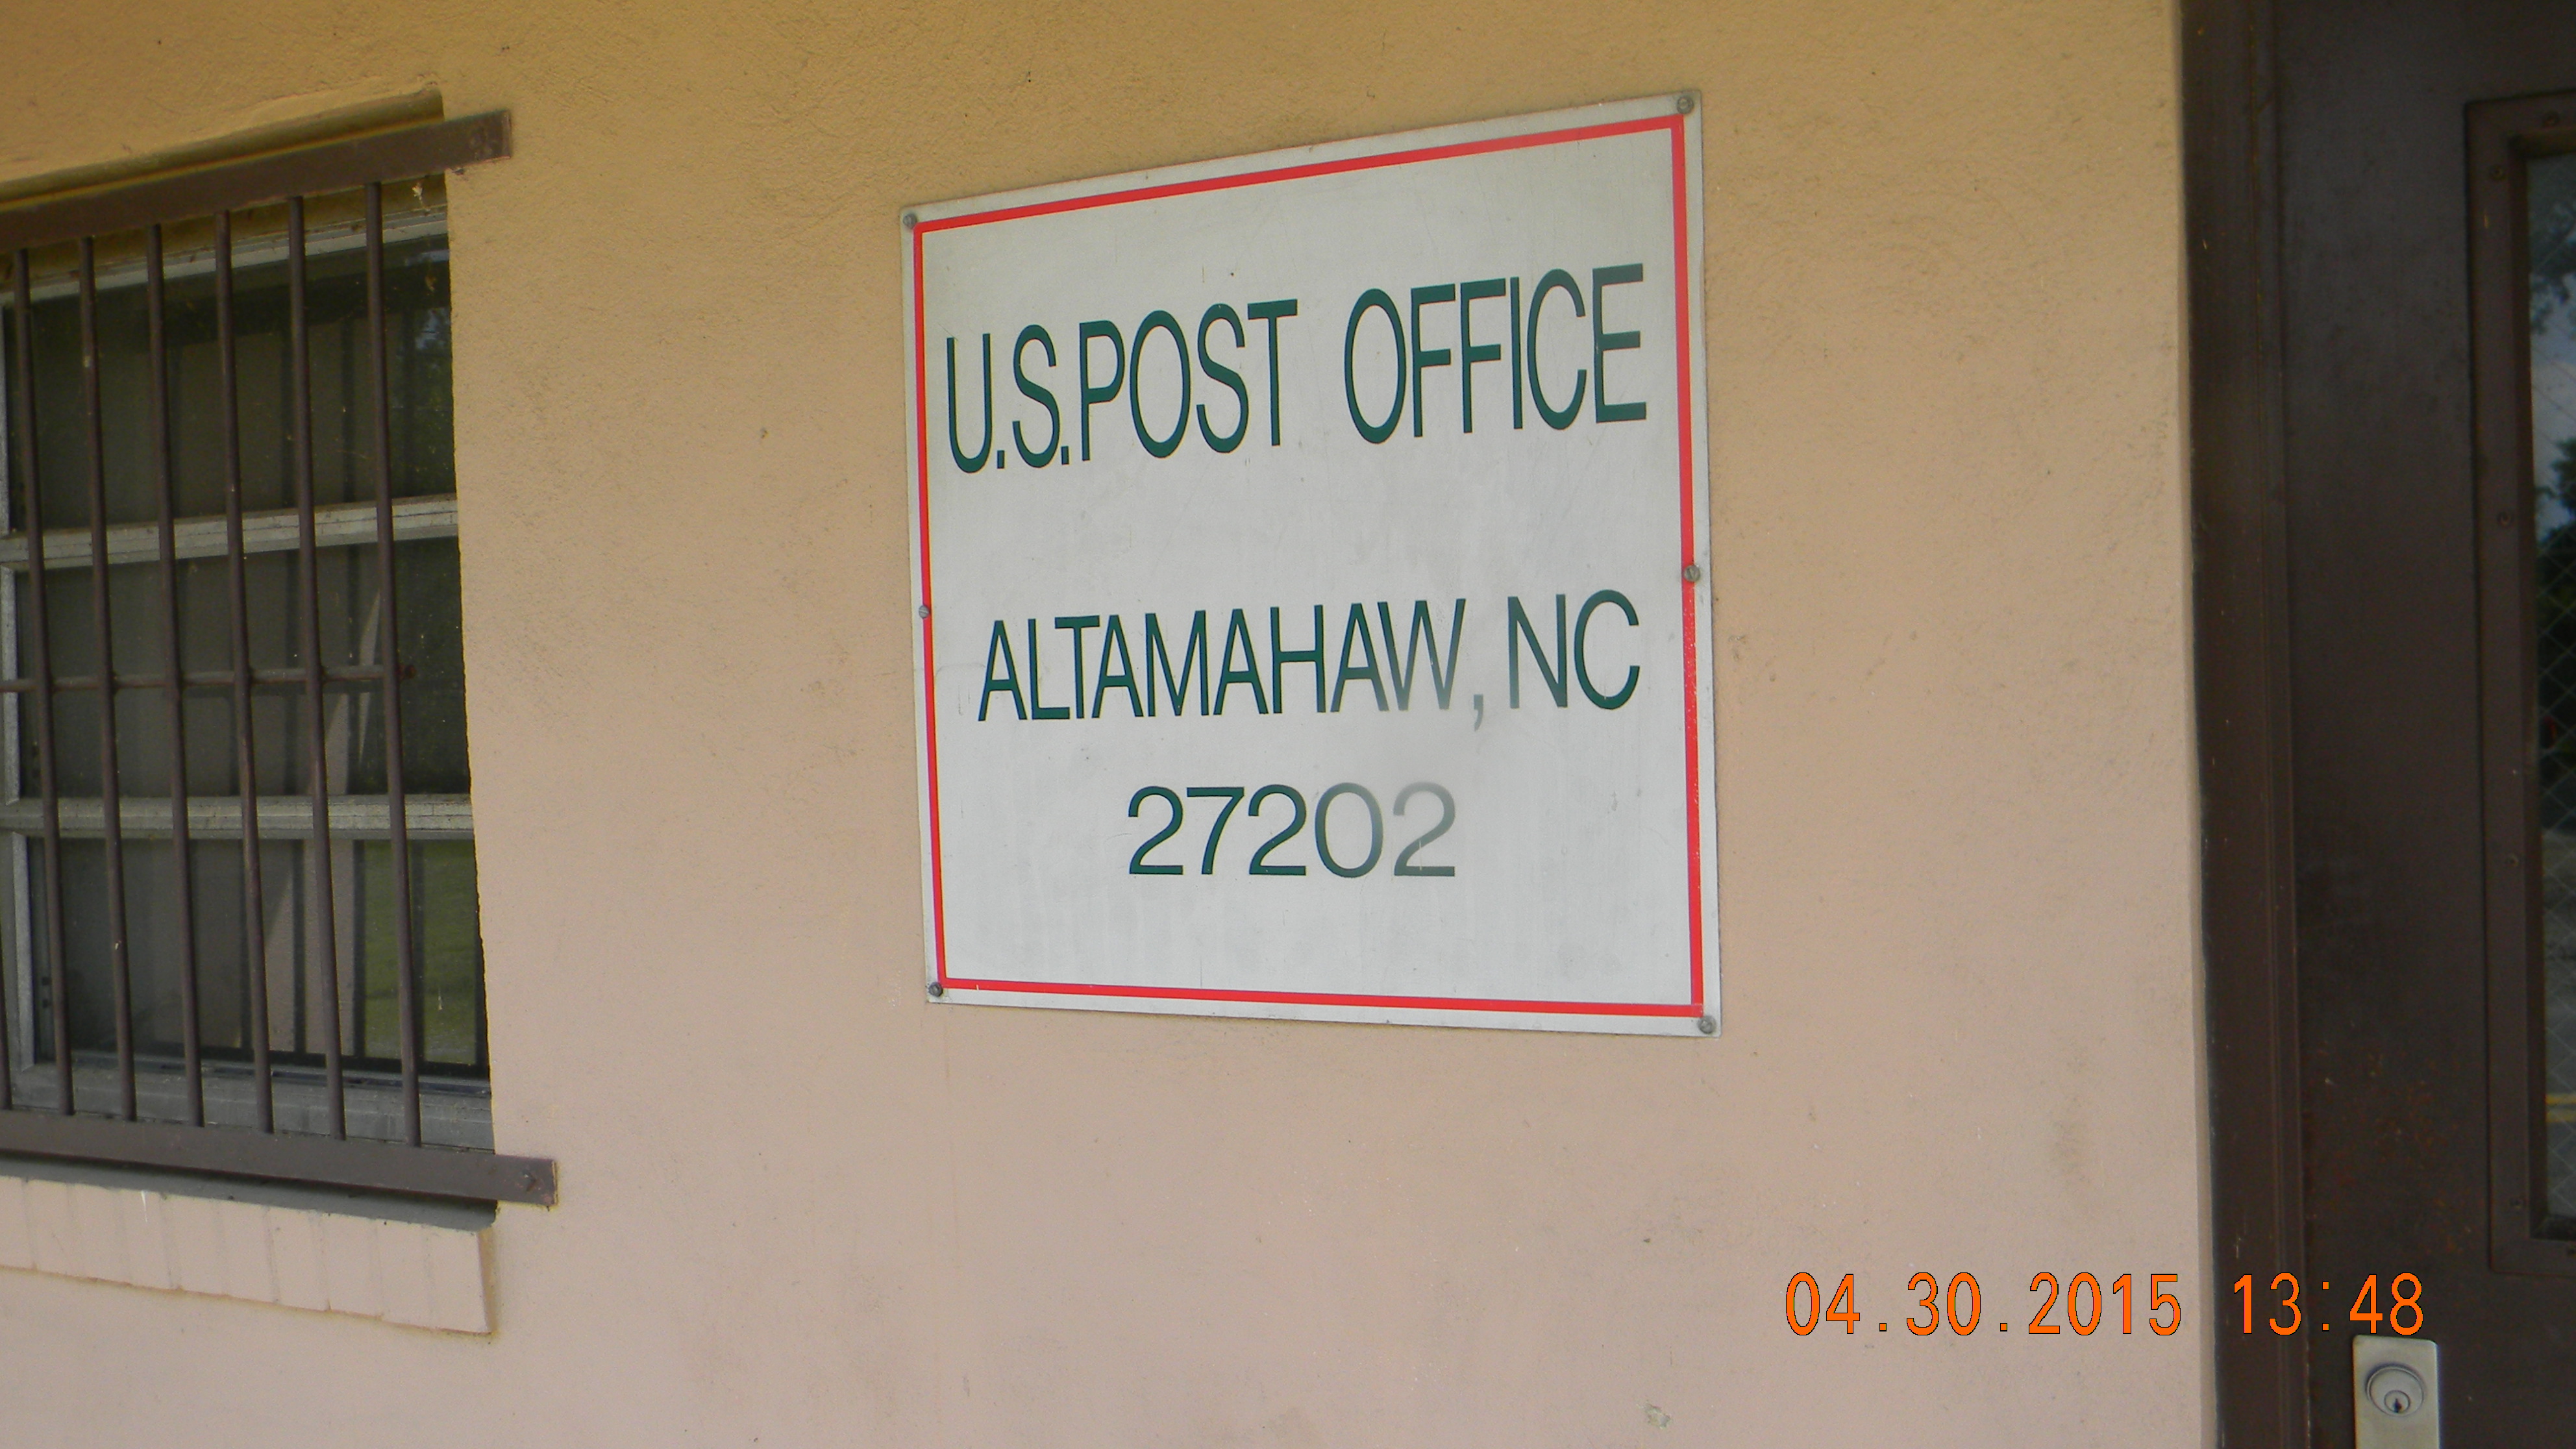 U.S.POST OFFICE
ALTAMAHAW, NC
27202
04.30.2015 13:48